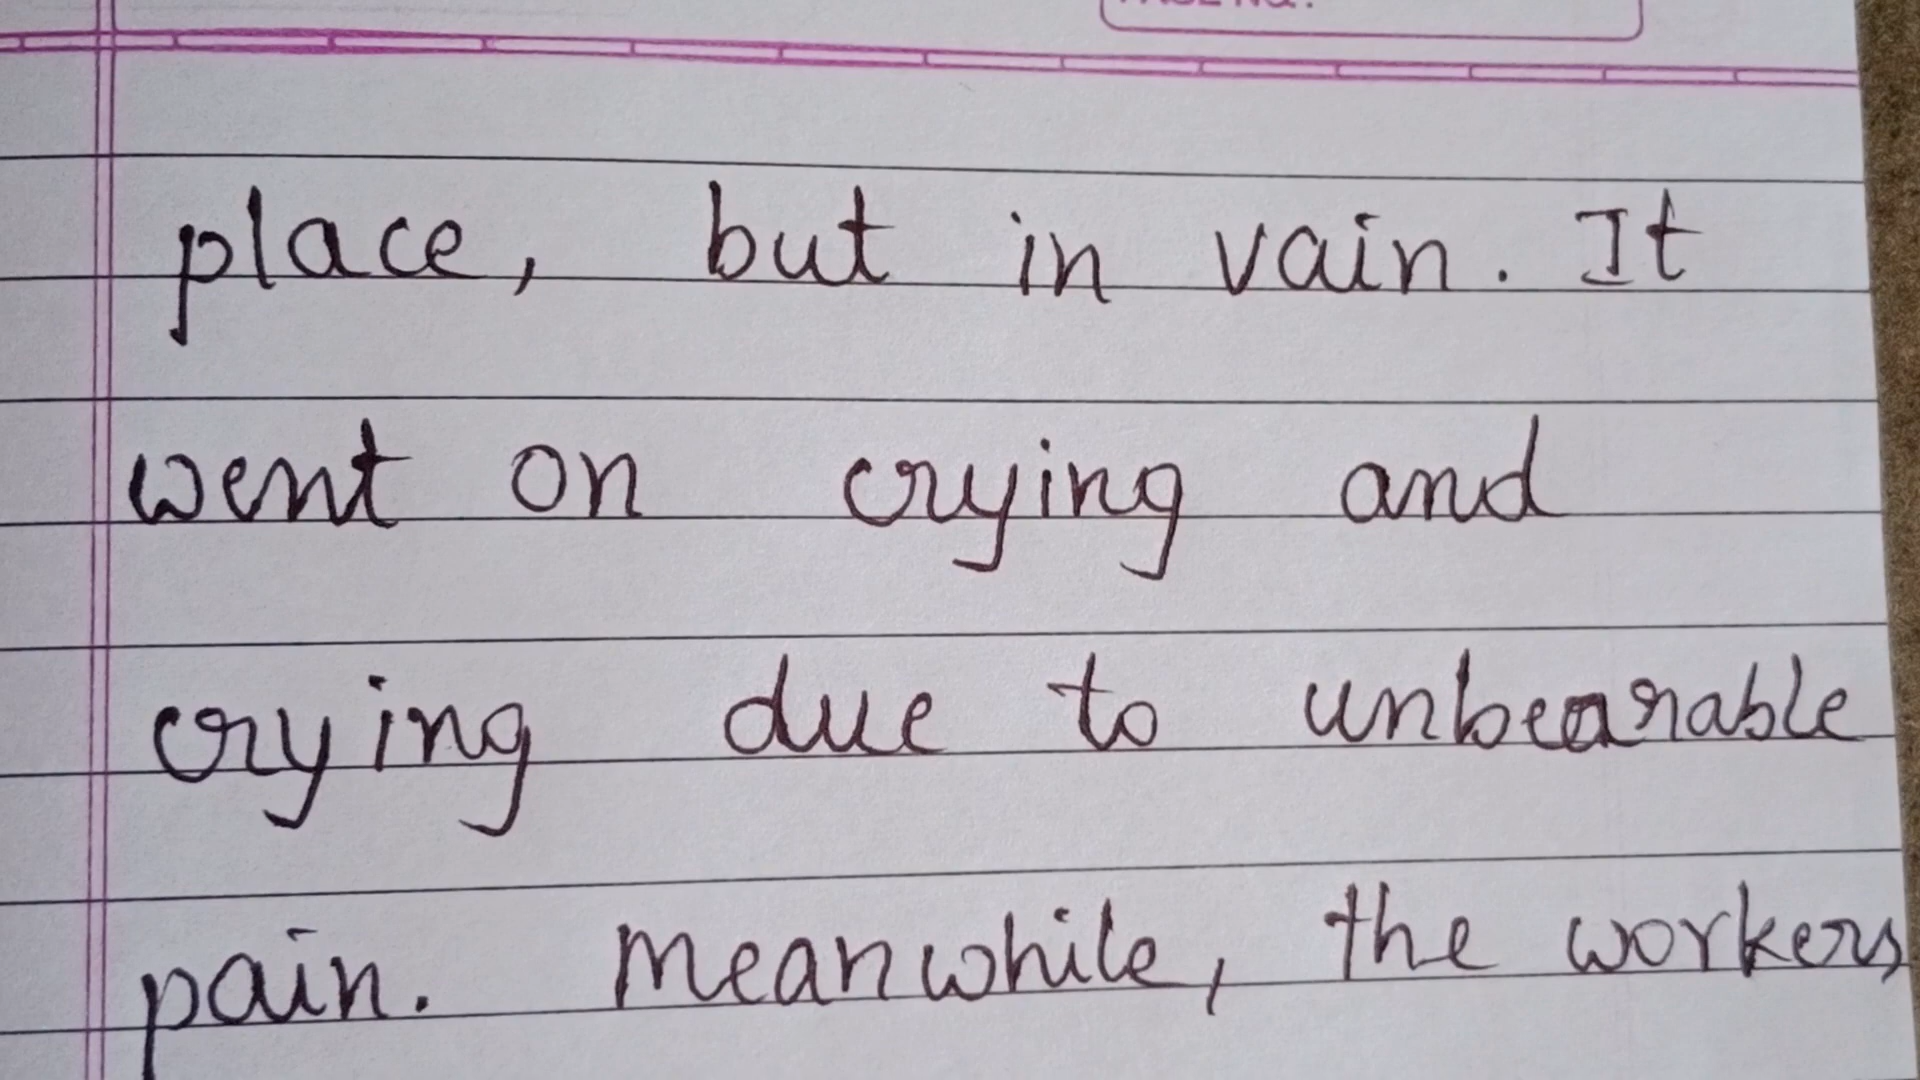 place, but in vain. It
went on crying and
crying due to unbearable
pain. Meanwhile, the workers